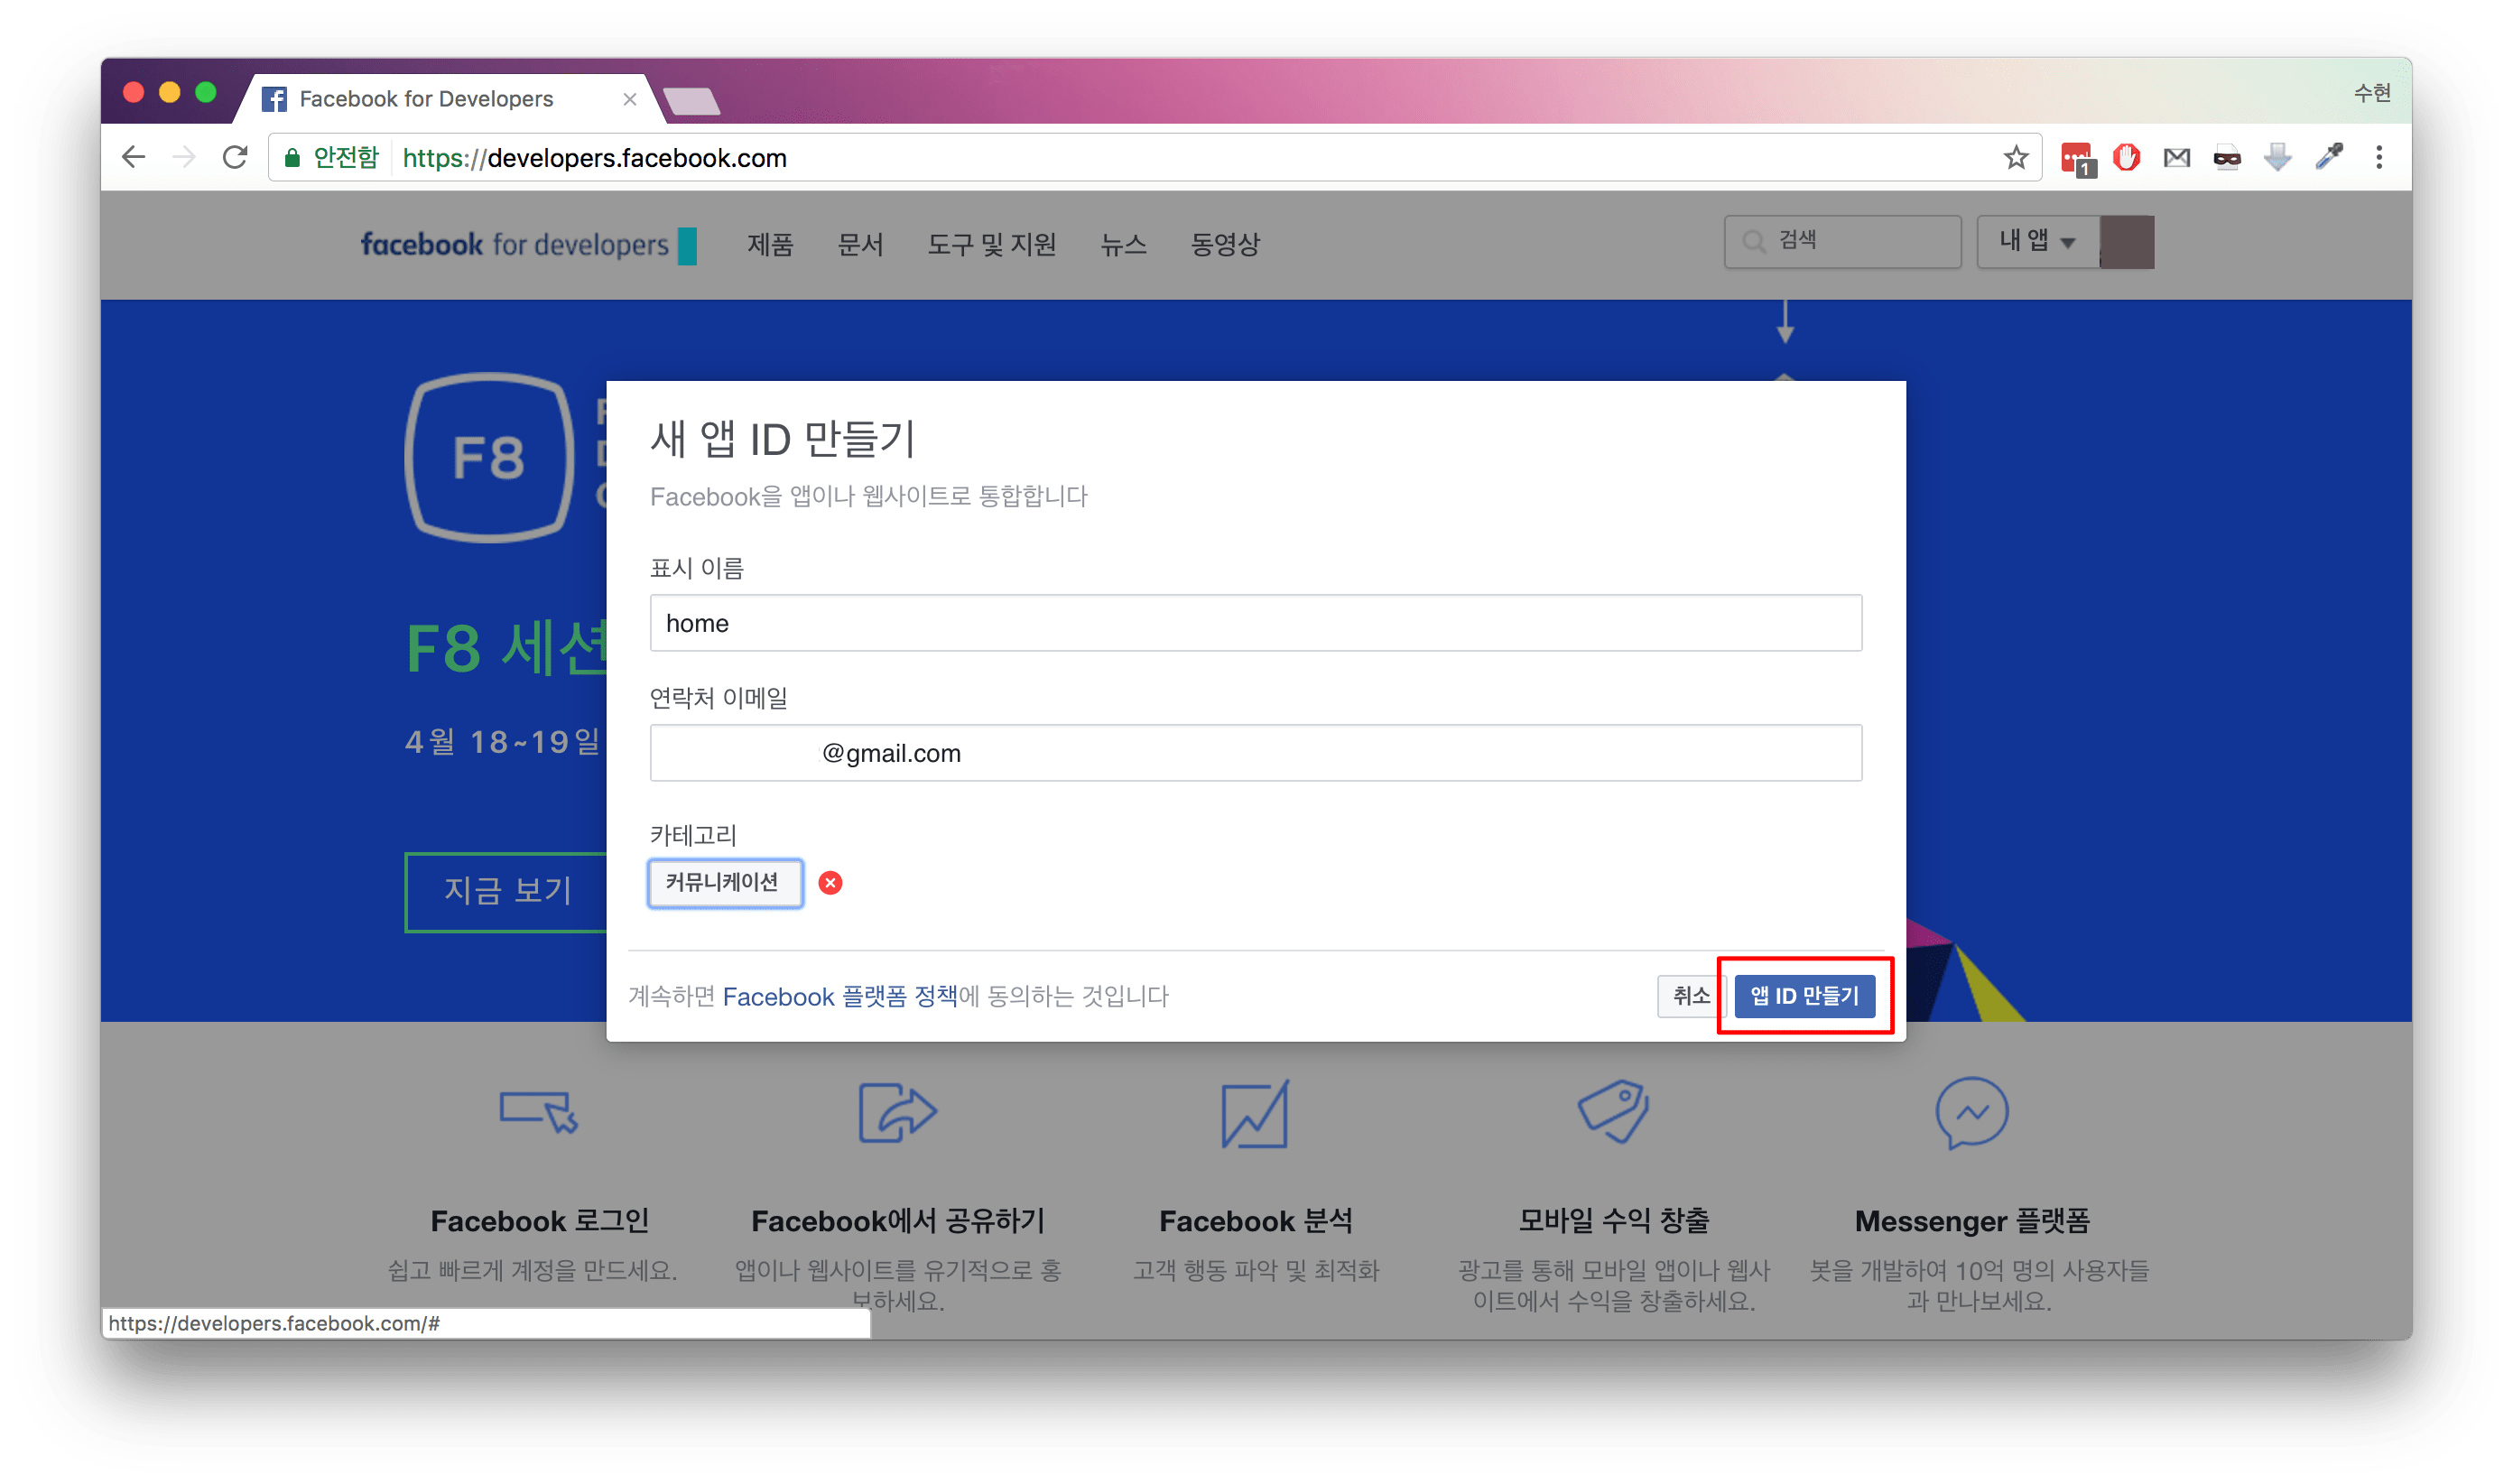 Facebook for Developers
수현
안전함 https://developers.facebook.com
1
facebook for developers 제품 문서 도구 및 지원 뉴스 동영상 검색 내 앱
F8
F8 세션
4월 18~19일
지금 보기
새 앱 ID 만들기
Facebook을 앱이나 웹사이트로 통합합니다
표시 이름
home
연락처 이메일
@gmail.com
카테고리
커뮤니케이션
계속하면 Facebook 플랫폼 정책에 동의하는 것입니다
취소 앱 ID 만들기
Facebook 로그인
쉽고 빠르게 계정을 만드세요.
Facebook에서 공유하기
앱이나 웹사이트를 유기적으로 홍
보하세요.
Facebook 분석
고객 행동 파악 및 최적화
모바일 수익 창출
광고를 통해 모바일 앱이나 웹사
이트에서 수익을 창출하세요.
Messenger 플랫폼
봇을 개발하여 10억 명의 사용자들
과 만나보세요.
https://developers.facebook.com/#